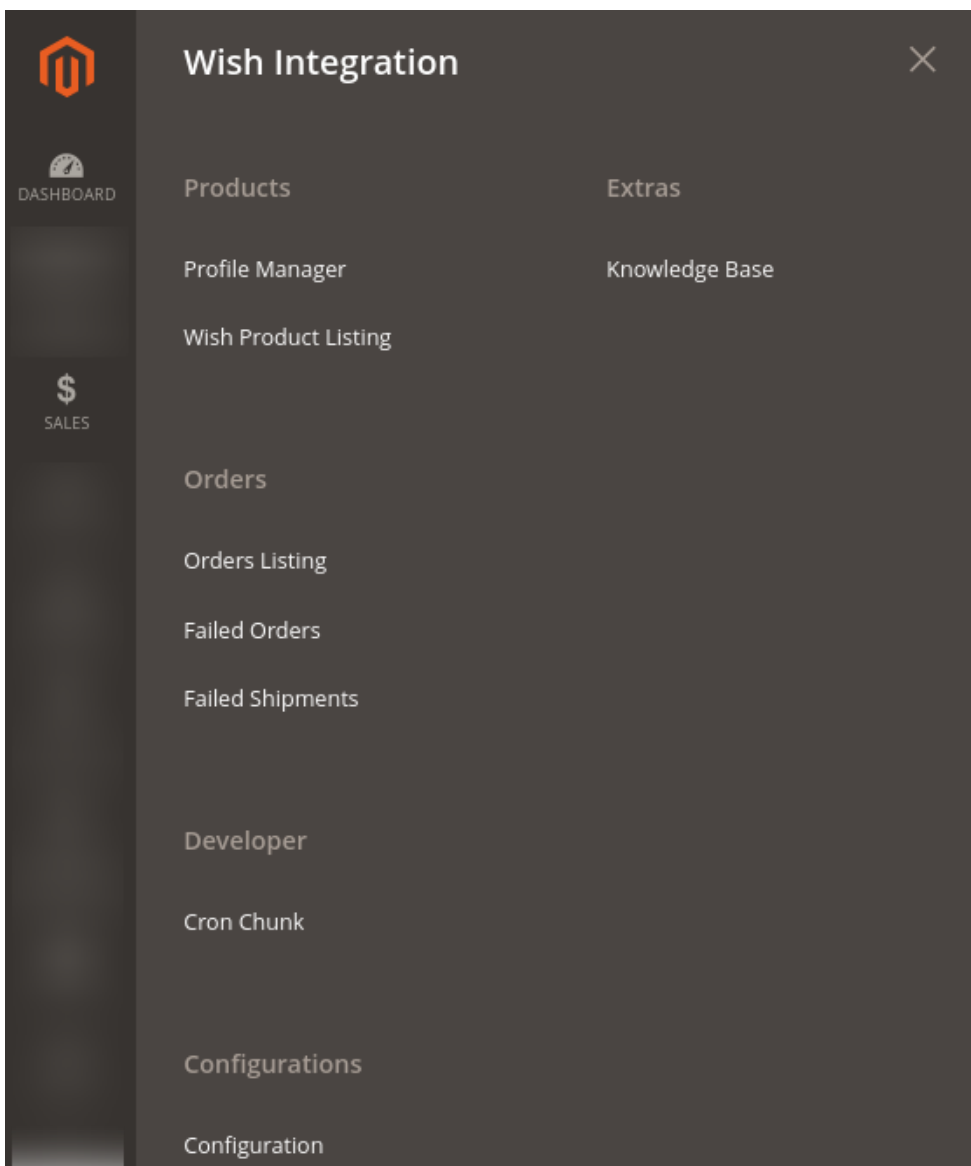 Wish Integration
DASHBOARD
SALES
Products
Profile Manager
Wish Product Listing
Orders
Orders Listing
Failed Orders
Failed Shipments
Developer
Cron Chunk
Configurations
Configuration
Extras
Knowledge Base